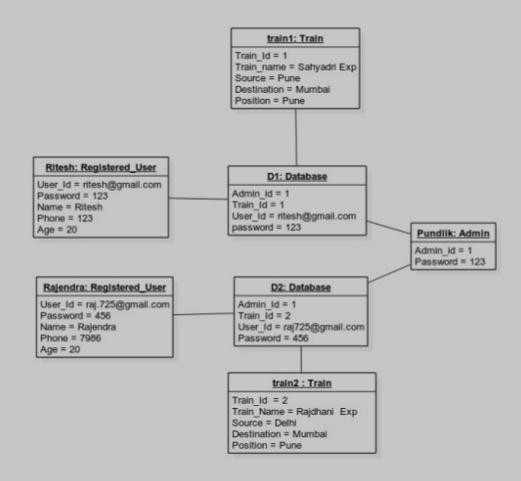 train1: Train
Train_Id = 1
Train_name = Sahyadri Exp
Source = Pune
Destination = Mumbai
Position = Pune
Ritesh: Registered_User
User_Id = ritesh@gmail.com
Password = 123
Name = Ritesh
Phone = 123
Age = 20
D1: Database
Admin_id = 1
Train_Id = 1
User_Id = ritesh@gmail.com
password = 123
Pundlik: Admin
Admin_id = 1
Password = 123
Rajendra: Registered_User
User_Id = raj.725@gmail.com
Password = 456
Name = Rajendra
Phone = 7986
Age = 20
D2: Database
Admin_Id = 1
Train_Id = 2
User_Id = raj725@gmail.com
Password = 456
train2 : Train
Train_Id = 2
Train_Name = Rajdhani Exp
Source = Delhi
Destination = Mumbai
Position = Pune